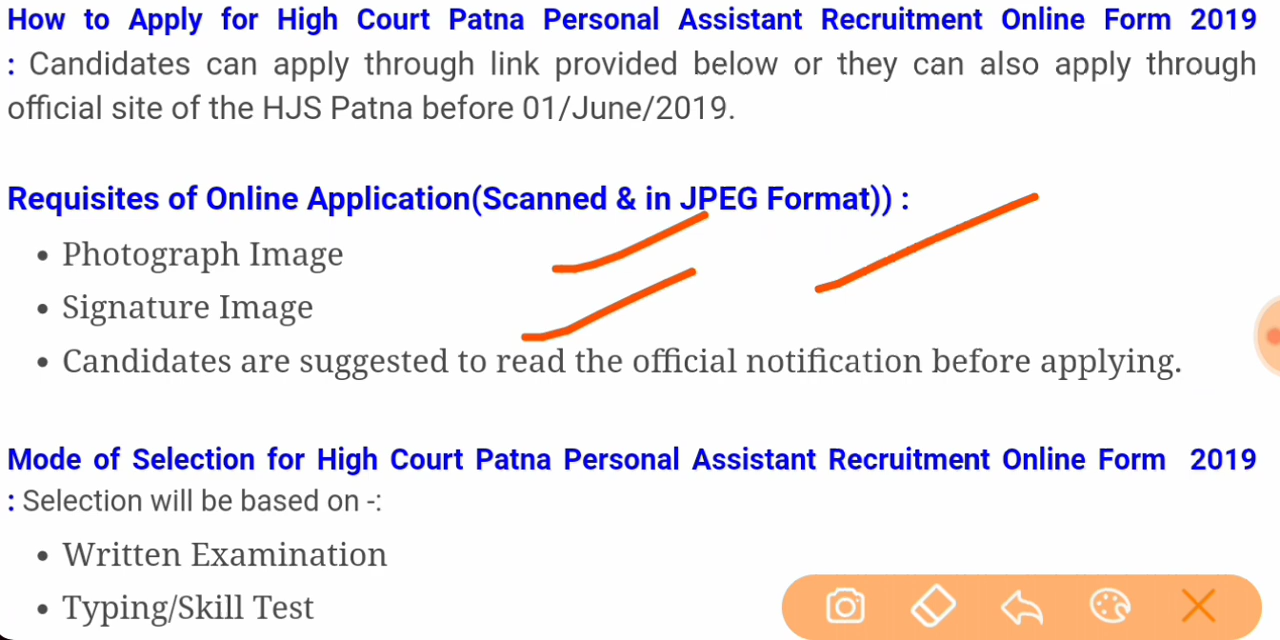 How to Apply for High Court Patna Personal Assistant Recruitment Online Form 2019
: Candidates can apply through link provided below or they can also apply through
official site of the HJS Patna before 01/June/2019.
Requisites of Online Application(Scanned & in JPEG Format)) :
• Photograph Image
• Signature Image
• Candidates are suggested to read the official notification before applying.
Mode of Selection for High Court Patna Personal Assistant Recruitment Online Form 2019
: Selection will be based on -:
• Written Examination
• Typing/Skill Test